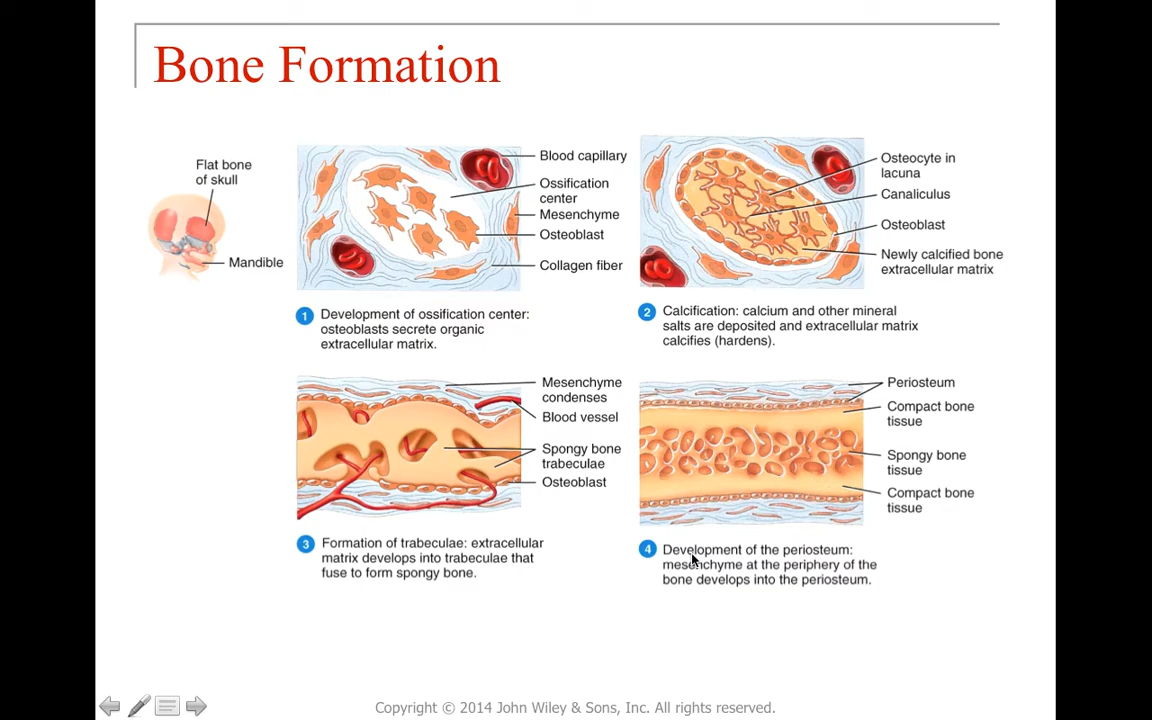 Bone Formation
Flat bone
of skull
Mandible
Blood capillary
Ossification
center
Mesenchyme
Osteoblast
Collagen fiber
1 Development of ossification center:
osteoblasts secrete organic
extracellular matrix.
Osteocyte in
lacuna
Canaliculus
Osteoblast
Newly calcified bone
extracellular matrix
2 Calcification: calcium and other mineral
salts are deposited and extracellular matrix
calcifies (hardens).
Mesenchyme
condenses
Blood vessel
Spongy bone
trabeculae
Osteoblast
3 Formation of trabeculae: extracellular
matrix develops into trabeculae that
fuse to form spongy bone.
Periosteum
Compact bone
tissue
Spongy bone
tissue
Compact bone
tissue
4 Development of the periosteum:
mesenchyme at the periphery of the
bone develops into the periosteum.
Copyright © 2014 John Wiley & Sons, Inc. All rights reserved.